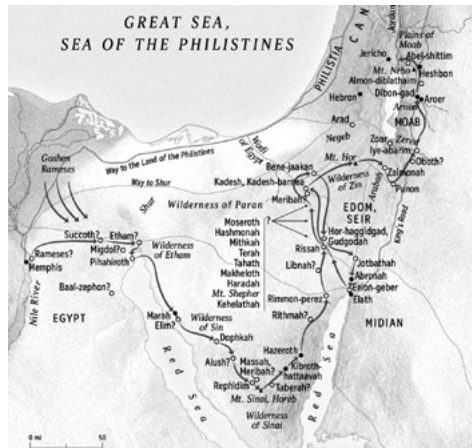 GREAT SEA,
SEA OF THE PHILISTINES
PHILISTIA
CAN
Jordan
Plains of
Moab
Jericho
Abel-shittim
Mt. Nebo
Heshbon
Almon-diblathaim
Dibon-gad
Hebron
Arnon
Aroer
MOAB
Arad
Negeb
Zoar
Zered
Iye-abarim
Wadi
of Egypt
Mt. Hor
Oboth?
Goshen
Rameses
Way to the Land of the Philistines
Bene-jaakan
Zalmonah
Way to Shur
Kadesh, Kadesh-barnea
Wilderness
of Zin
Arabah
Punon
Meribah?
Shur
Wilderness of Paran
EDOM,
SEIR
King's Road
Moseroth
?
Hashmonah
Mithkah
Terah
Tahath
Makheloth
Haradah
Mt. Shepher
Kehelathah
Hor-haggidgad,
Gudgodah
Succoth?
Etham?
Migdol?
Wilderness
of Etham
Rissah
Rameses?
Pihahiroth
Jotbathah
Memphis
Libnah?
Abronah
Ezion-geber
Baal-zephon?
Rimmon-perez
Elath
Nile River
EGYPT
Marah
Elim?
Rithmah?
MIDIAN
Wilderness
of Sin
Dophkah
Red Sea
Alush?
Massah,
Meribah?
Hazeroth
Kibroth-
hattaavah
Rephidim
Taberah?
Mt. Sinai, Horeb
Red Sea
Wilderness
of Sinai
0 mi
50